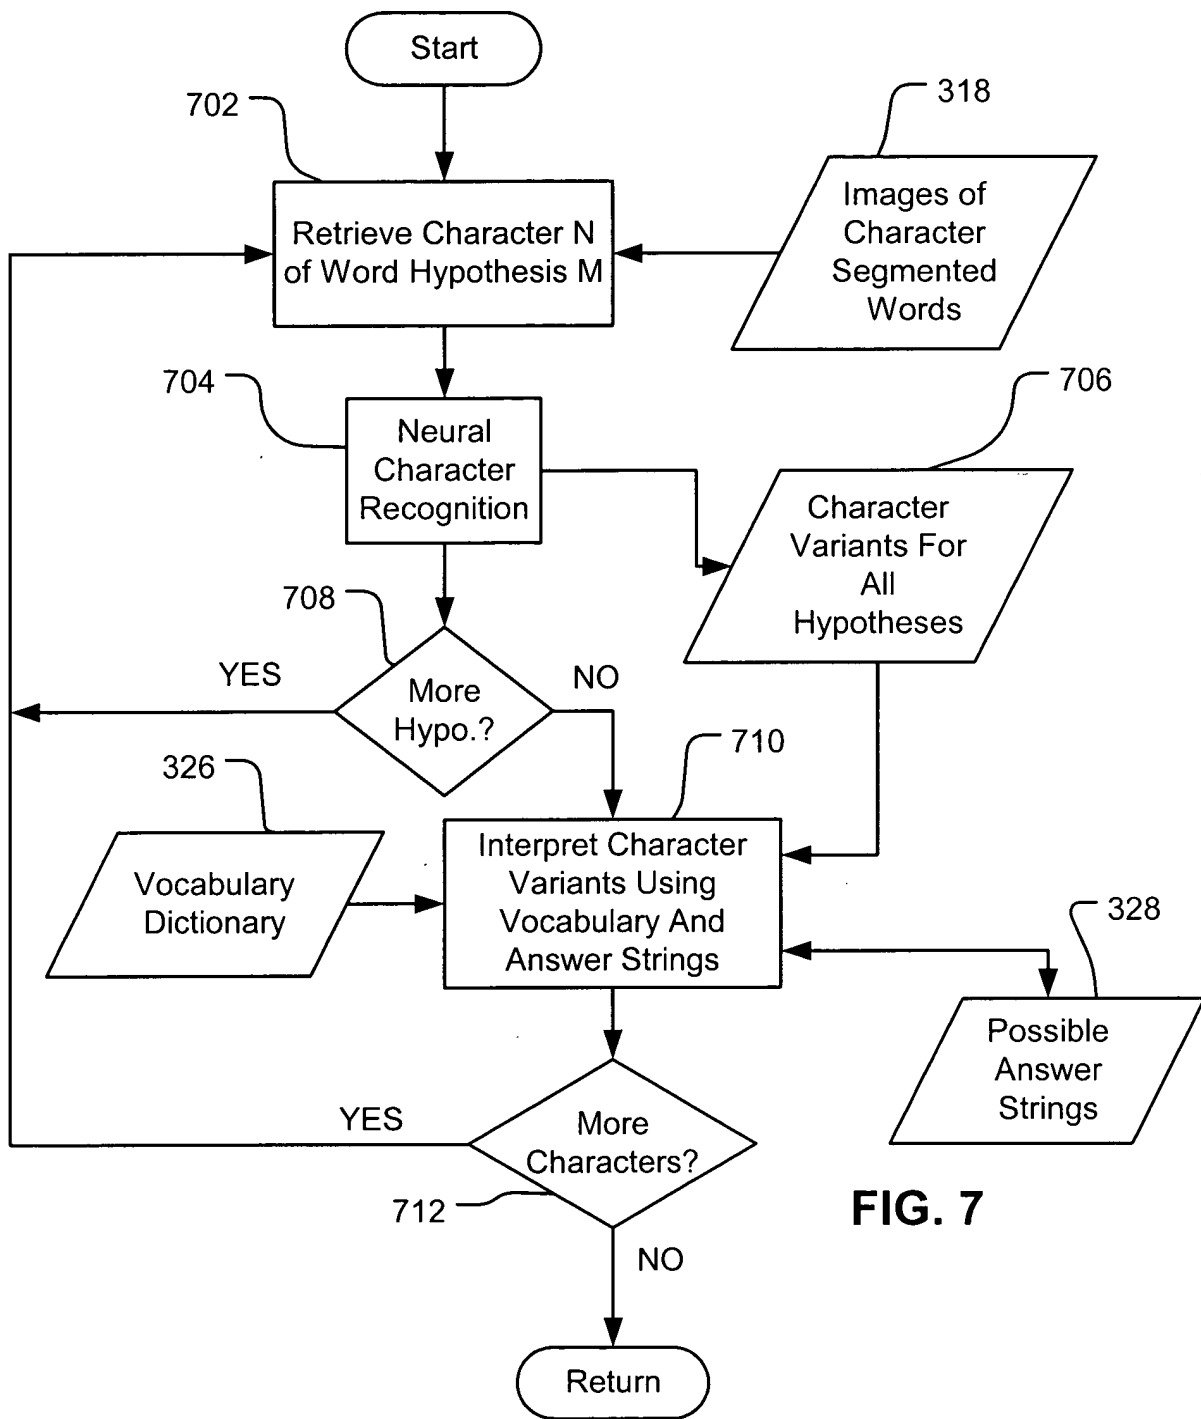 Start
702
318
Retrieve Character N
of Word Hypothesis M
Images of
Character
Segmented
Words
704
706
Neural
Character
Recognition
Character
Variants For
All
Hypotheses
708
YES
NO
More
Hypo.?
710
326
Interpret Character
Variants Using
Vocabulary And
Answer Strings
Vocabulary
Dictionary
328
Possible
Answer
Strings
YES
More
Characters?
712
FIG. 7
NO
Return